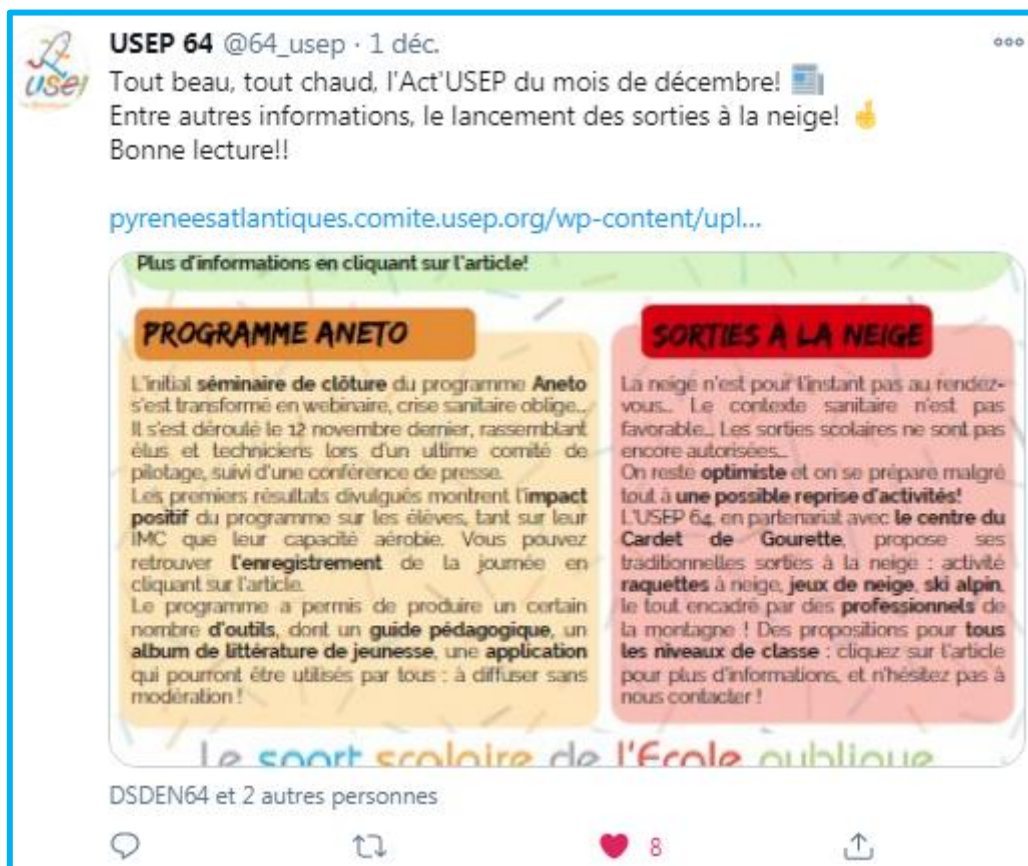 USEP 64 @64_usep · 1 déc.
Tout beau, tout chaud, l'Act'USEP du mois de décembre!
Entre autres informations, le lancement des sorties à la neige!
Bonne lecture!!
pyreneesatlantiques.comite.usep.org/wp-content/upl...
Plus d'informations en cliquant sur l'article!
PROGRAMME ANETO
L'initial séminaire de clôture du programme Aneto
s'est transformé en webinaire, crise sanitaire oblige...
Il s'est déroulé le 12 novembre dernier, rassemblant
élus et techniciens lors d'un ultime comité de
pilotage, suivi d'une conférence de presse.
Les premiers résultats divulgués montrent l'impact
positif du programme sur les élèves, tant sur leur
IMC que leur capacité aérobie. Vous pouvez
retrouver l'enregistrement de la journée en
cliquant sur l'article.
Le programme a permis de produire un certain
nombre d'outils, dont un guide pédagogique, un
album de littérature de jeunesse, une application
qui pourront être utilisés par tous : à diffuser sans
modération !
SORTIES À LA NEIGE
La neige n'est pour l'instant pas au rendez-
vous... Le contexte sanitaire n'est pas
favorable... Les sorties scolaires ne sont pas
encore autorisées...
On reste optimiste et on se prépare malgré
tout à une possible reprise d'activités!
L'USEP 64, en partenariat avec le centre du
Cardet de Gourette, propose ses
traditionnelles sorties à la neige : activité
raquettes à neige, jeux de neige, ski alpin,
le tout encadré par des professionnels de
la montagne ! Des propositions pour tous
les niveaux de classe : cliquez sur l'article
pour plus d'informations, et n'hésitez pas à
nous contacter !
Le sport scolaire de l'Ecole publique
DSDEN64 et 2 autres personnes
8